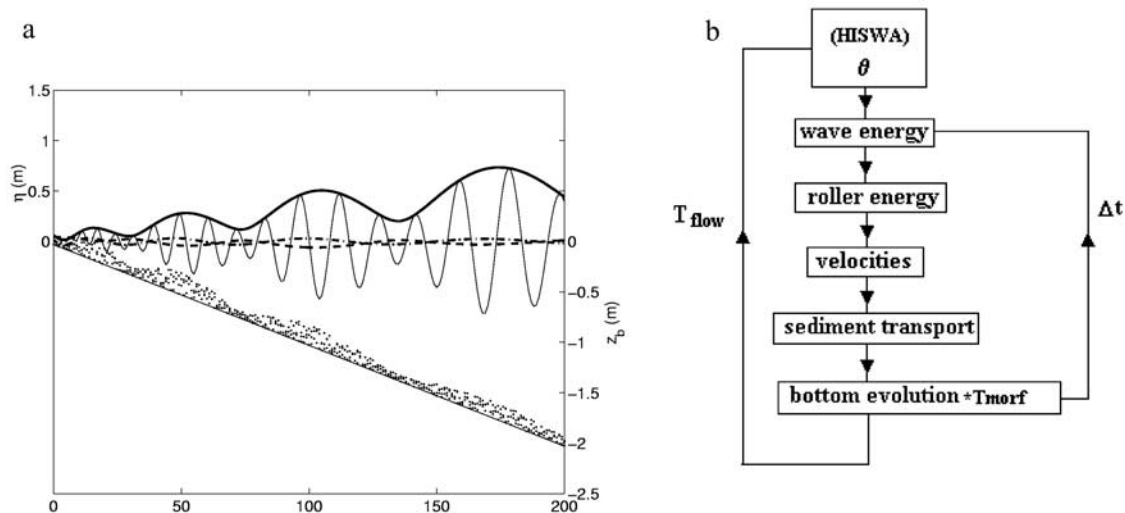 a
1.5
1
0.5
0
η (m)
0
−0.5
−1
−1.5
−2
−2.5
z_b (m)
0
50
100
150
200
b
(HISWA)
θ
wave energy
roller energy
velocities
sediment transport
bottom evolution *Tmorf
T_flow
Δt